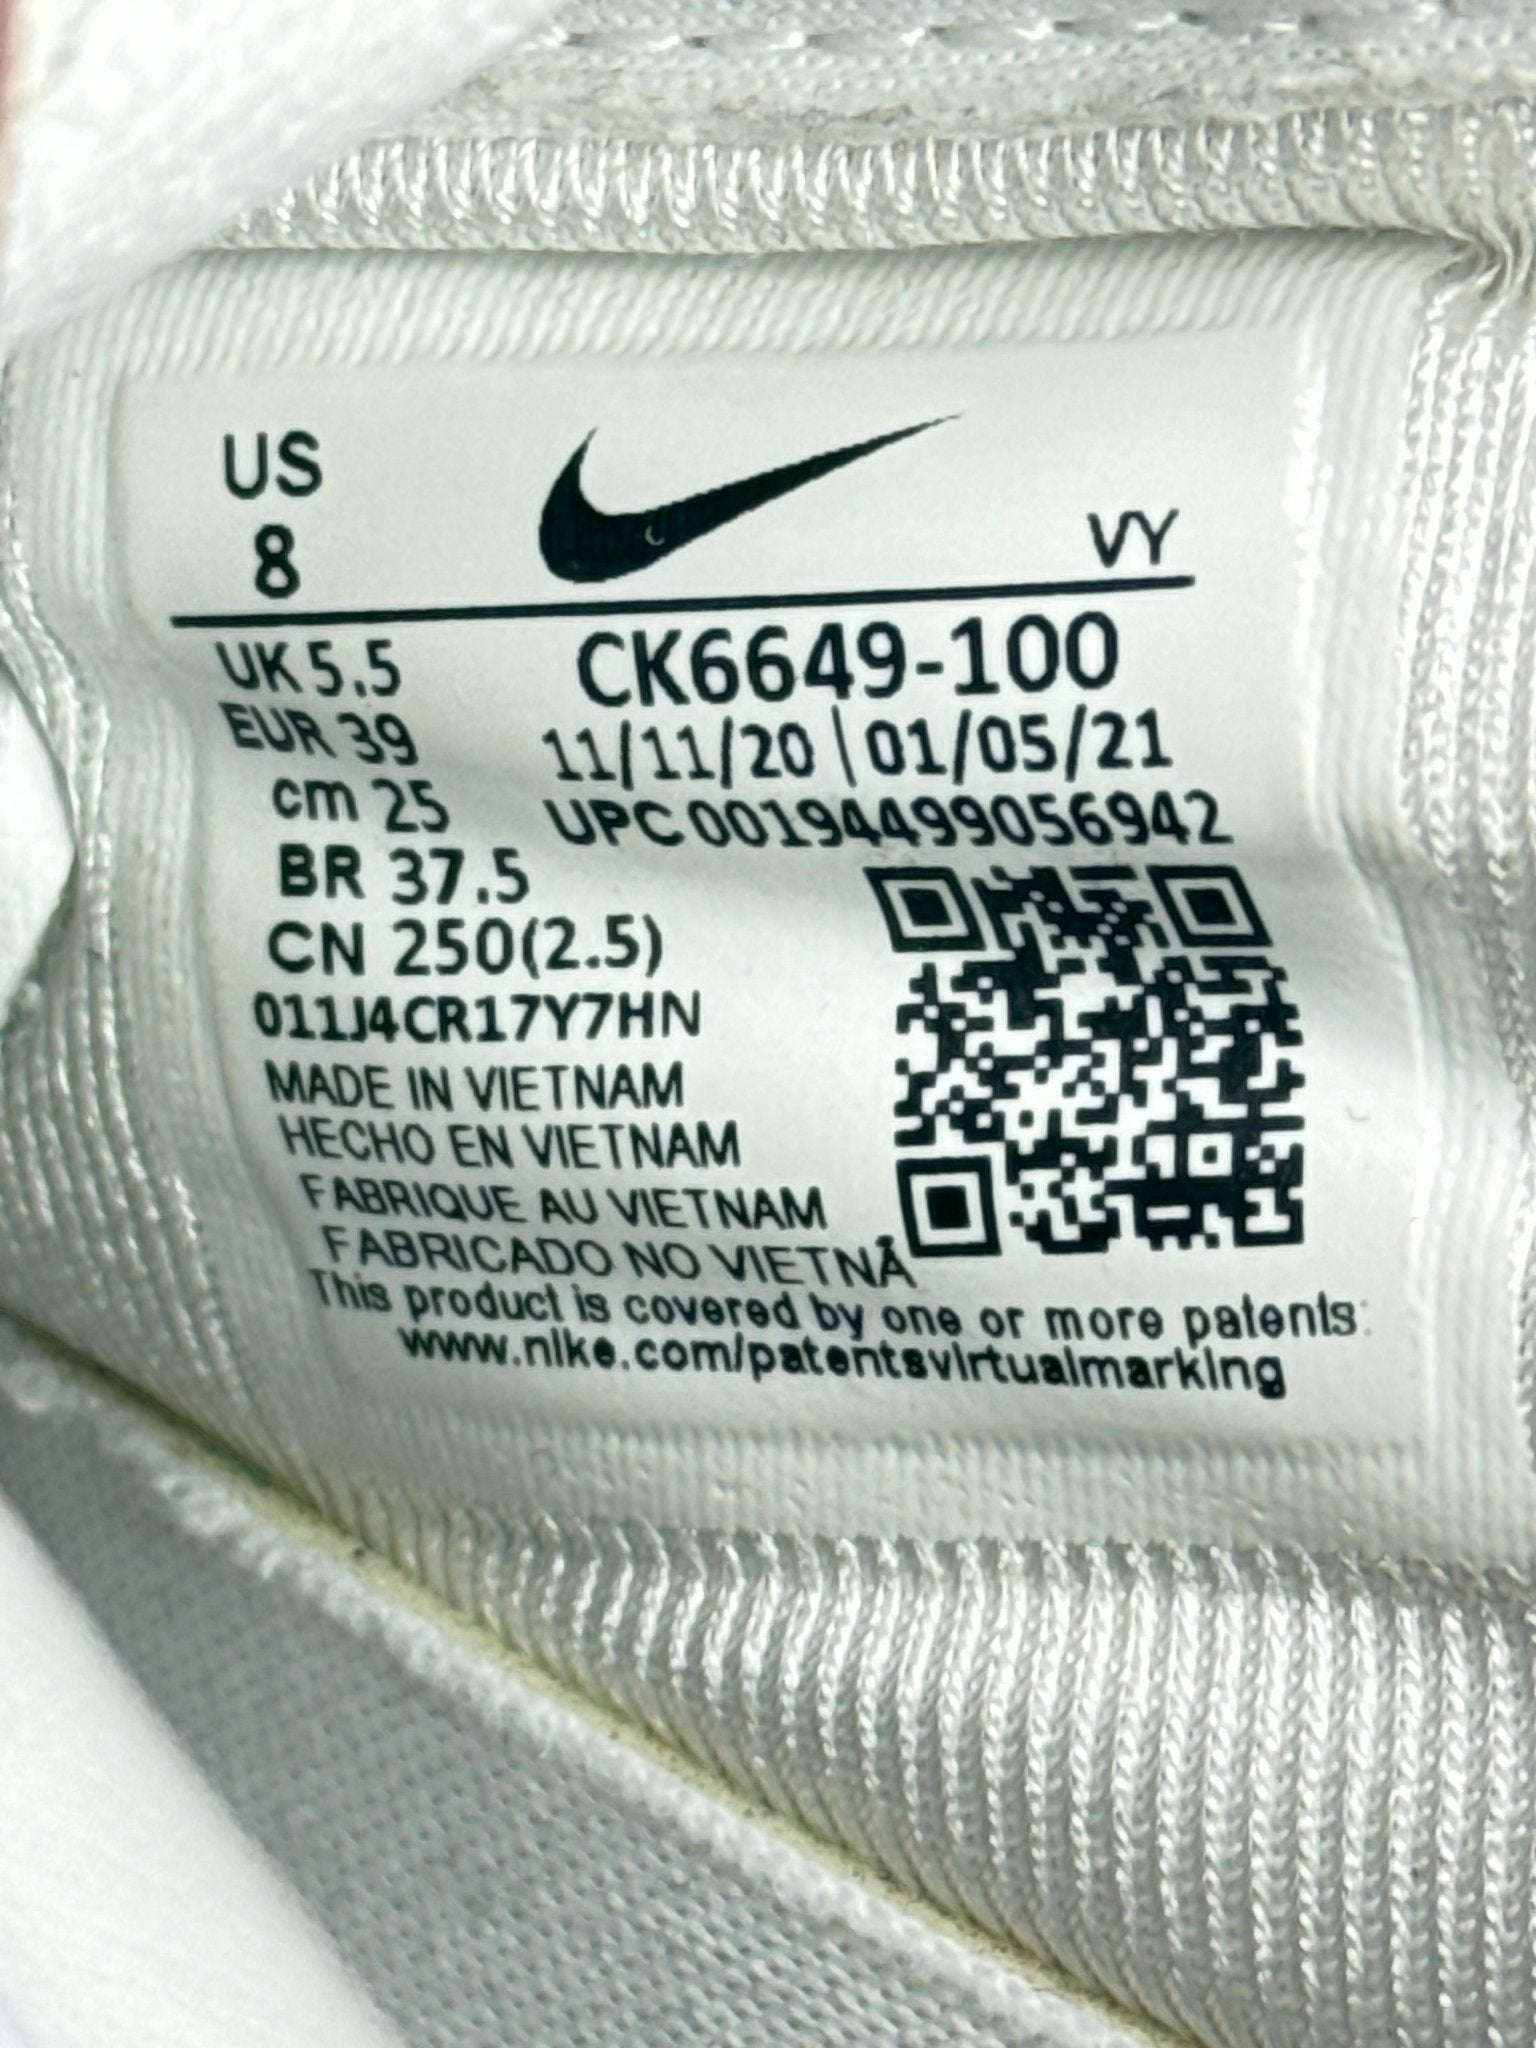 US
8
VY
UK 5.5
CK6649-100
EUR 39
11/11/20 | 01/05/21
cm 25
UPC 00194499056942
BR 37.5
CN 250(2.5)
011J4CR17Y7HN
MADE IN VIETNAM
HECHO EN VIETNAM
FABRIQUE AU VIETNAM
FABRICADO NO VIETNÃ
This product is covered by one or more patents:
www.nike.com/patentsvirtualmarking